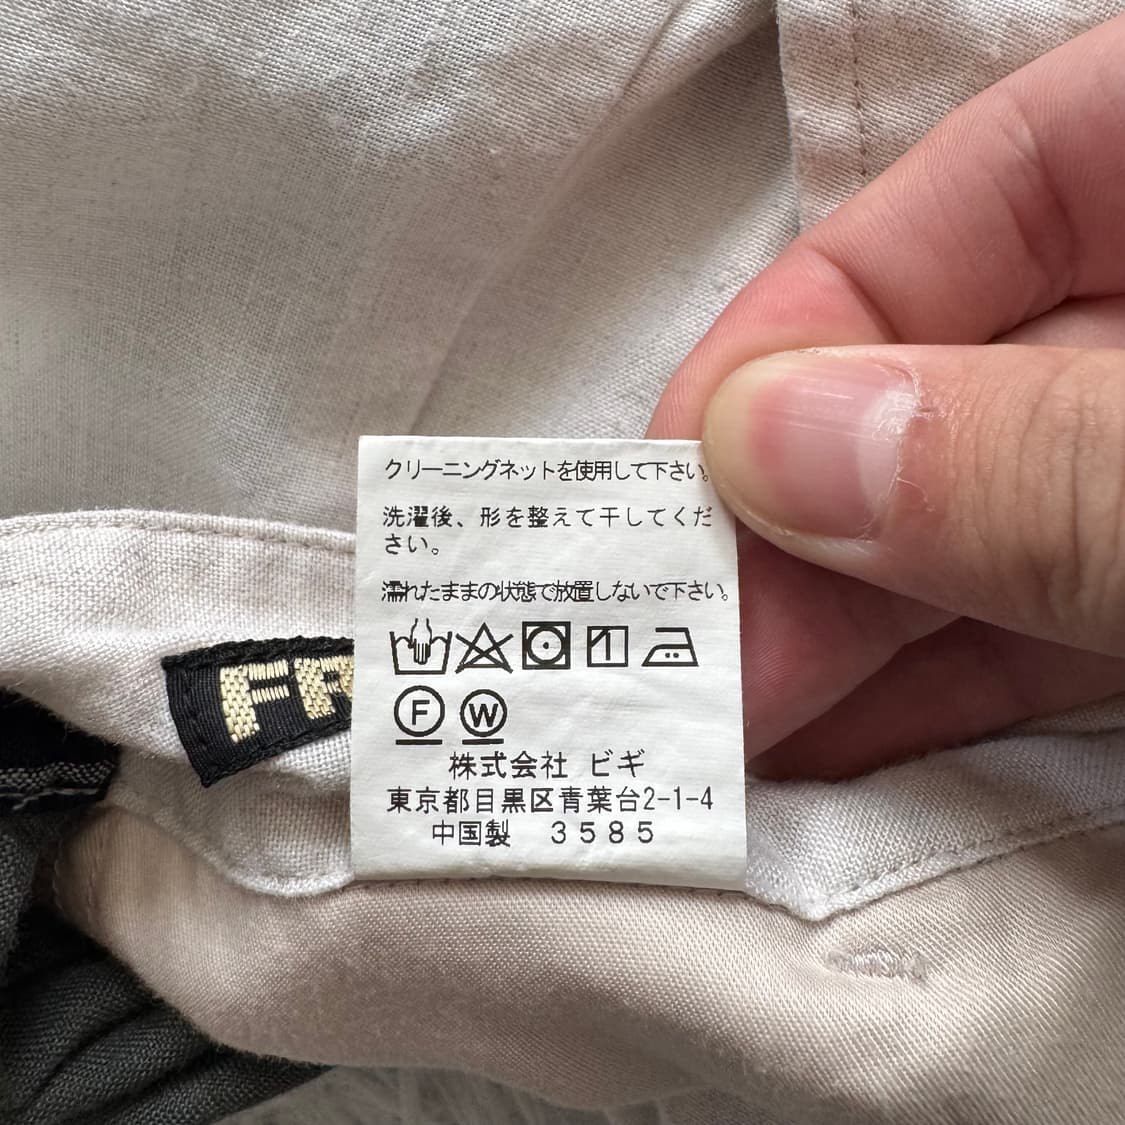 クリーニングネットを使用して下さい。
洗濯後、形を整えて干してくだ
さい。
濡れたままの状態で放置しないで下さい。
FR
F W
株式会社 ビギ
東京都目黒区青葉台2-1-4
中国製 3585